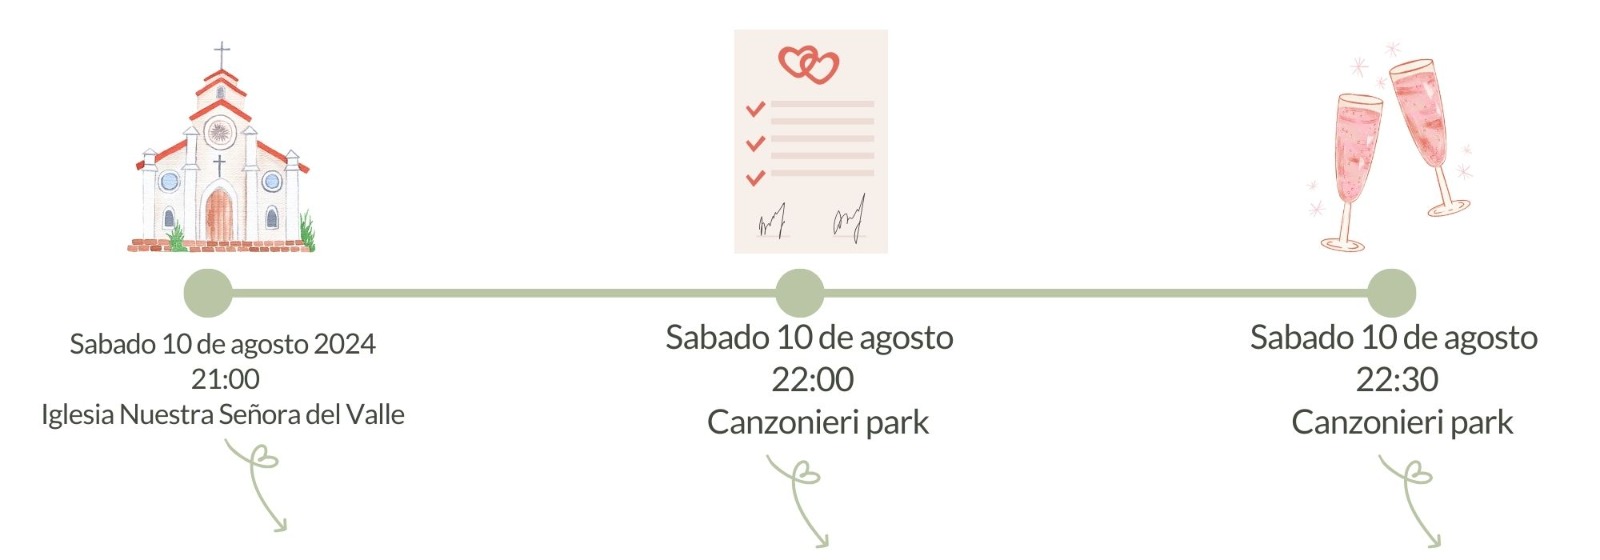 Sabado 10 de agosto 2024
21:00
Iglesia Nuestra Señora del Valle
Sabado 10 de agosto
22:00
Canzonieri park
Sabado 10 de agosto
22:30
Canzonieri park